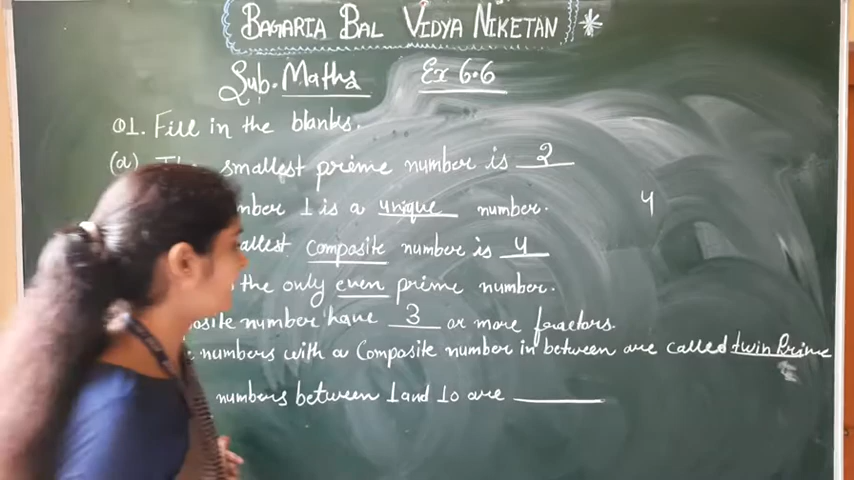 BAGARIA BAL VIDYA NIKETAN
Sub. Maths Ex 6.6
Q1. Fill in the blanks.
(a) The smallest prime number is 2
mber 1 is a unique number. 4
allest composite number is 4
the only even prime number.
osite number have 3 or more factors.
numbers with a Composite number in between are called twin Prime
numbers between 1 and 10 are